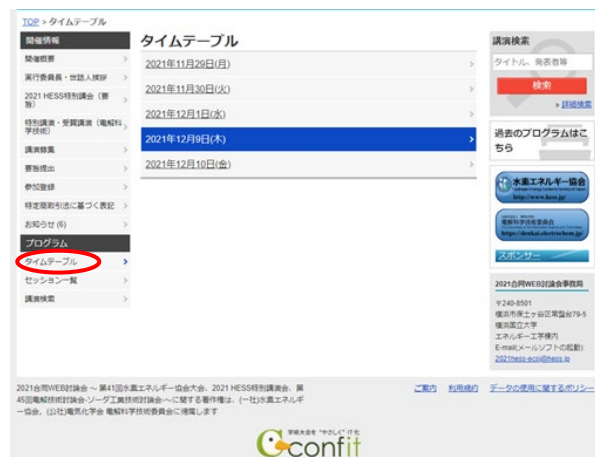 TOP > タイムテーブル
開催情報
開催概要
実行委員長・世話人挨拶
2021 HESS特別講会（要
旨）
特別講演・受賞講演（電解科
学技術）
講演募集
要旨提出
参加登録
特定商取引法に基づく表記
お知らせ (6)
プログラム
タイムテーブル
セッション一覧
講演検索
タイムテーブル
2021年11月29日(月)
2021年11月30日(火)
2021年12月1日(水)
2021年12月9日(木)
2021年12月10日(金)
講演検索
タイトル、発表者等
検索
» 詳細検索
過去のプログラムはこ
ちら
水素エネルギー協会
http://www.hess.jp/
電解科学技術委員会
https://denkai.electrochem.jp/
スポンサー
2021合同WEB討論会事務局
〒240-8501
横浜市保土ヶ谷区常盤台79-5
横浜国立大学
エネルギー工学棟内
E-mail(メールソフトの起動):
2021hess-ecsj@hess.jp
2021合同WEB討論会 ～ 第41回水素エネルギー協会大会、2021 HESS特別講演会、第
45回電解技術討論会-ソーダ工業技術討論会-～に関する著作権は、(一社)水素エネルギ
ー協会, (公社)電気化学会 電解科学技術委員会に帰属します
ご案内 利用規約 データの使用に関するポリシー
学術大会を "やさしく" IT化
confit